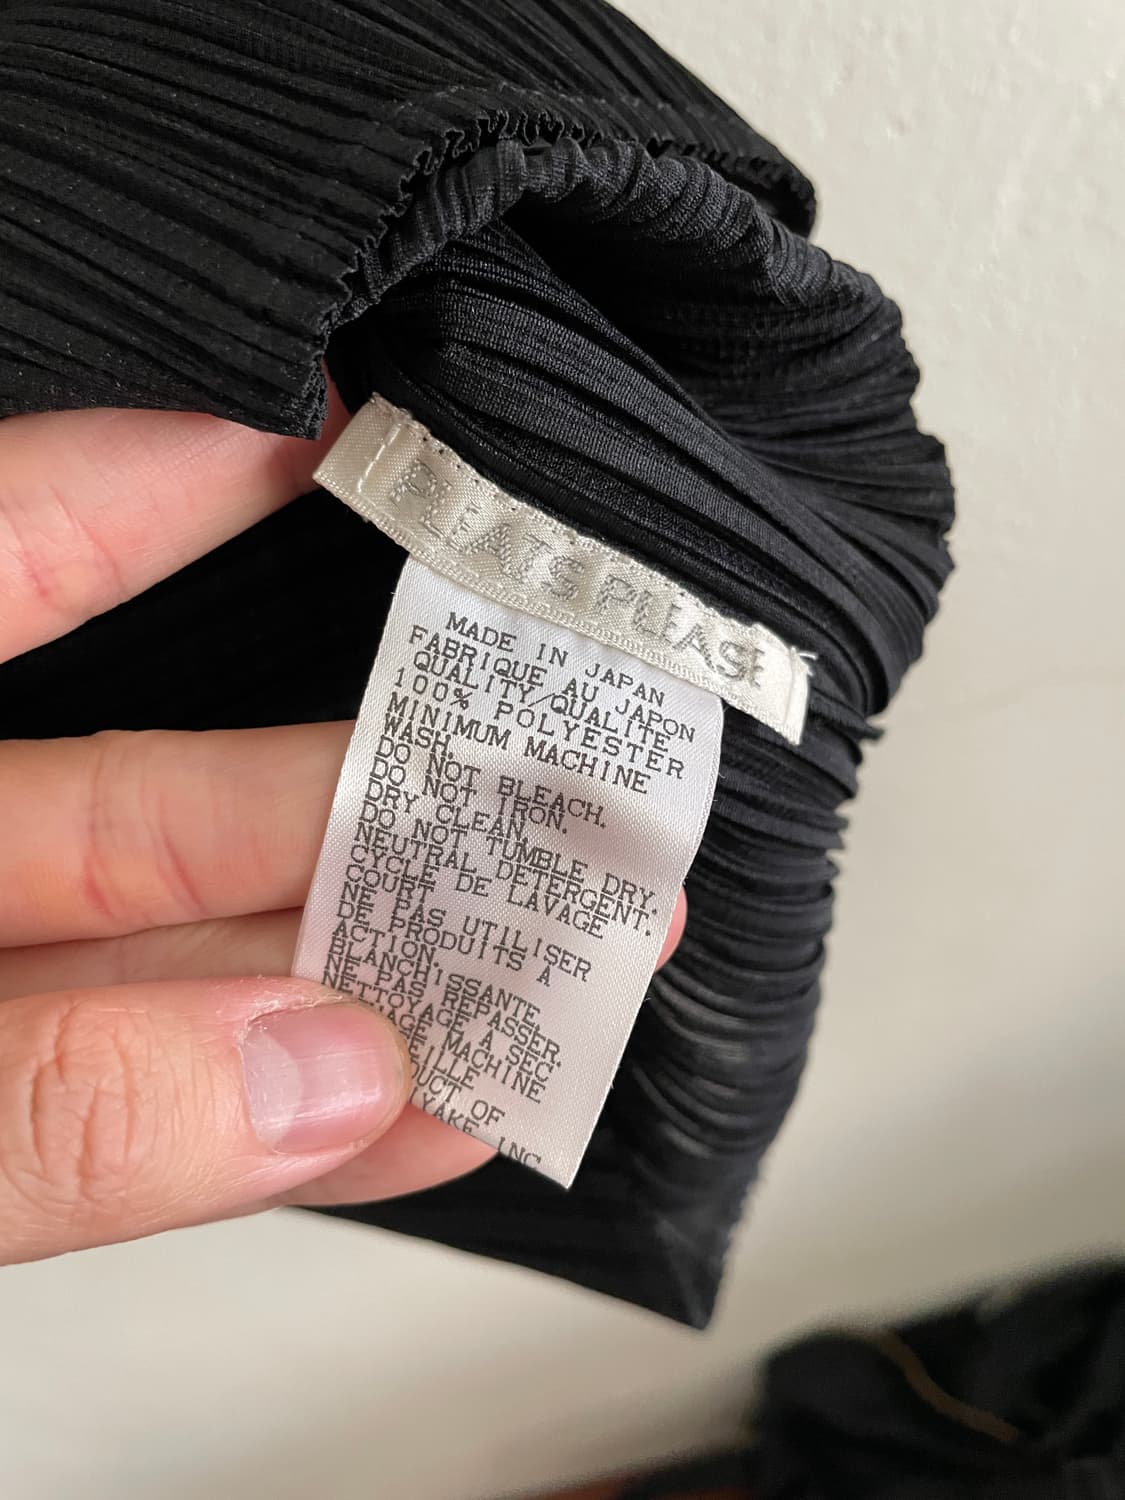 PLEATS PLEASE
MADE IN JAPAN
FABRIQUE AU JAPON
QUALITY/QUALITE
100% POLYESTER
MINIMUM MACHINE
WASH.
DO NOT BLEACH.
DO NOT IRON.
DRY CLEAN.
DO NOT TUMBLE DRY.
NEUTRAL DETERGENT.
CYCLE DE LAVAGE
COURT
NE PAS UTILISER
DE PRODUITS À
ACTION.
BLANCHISSANTE.
NE PAS REPASSER.
NETTOYAGE À SEC
MACHINE
OF
INC